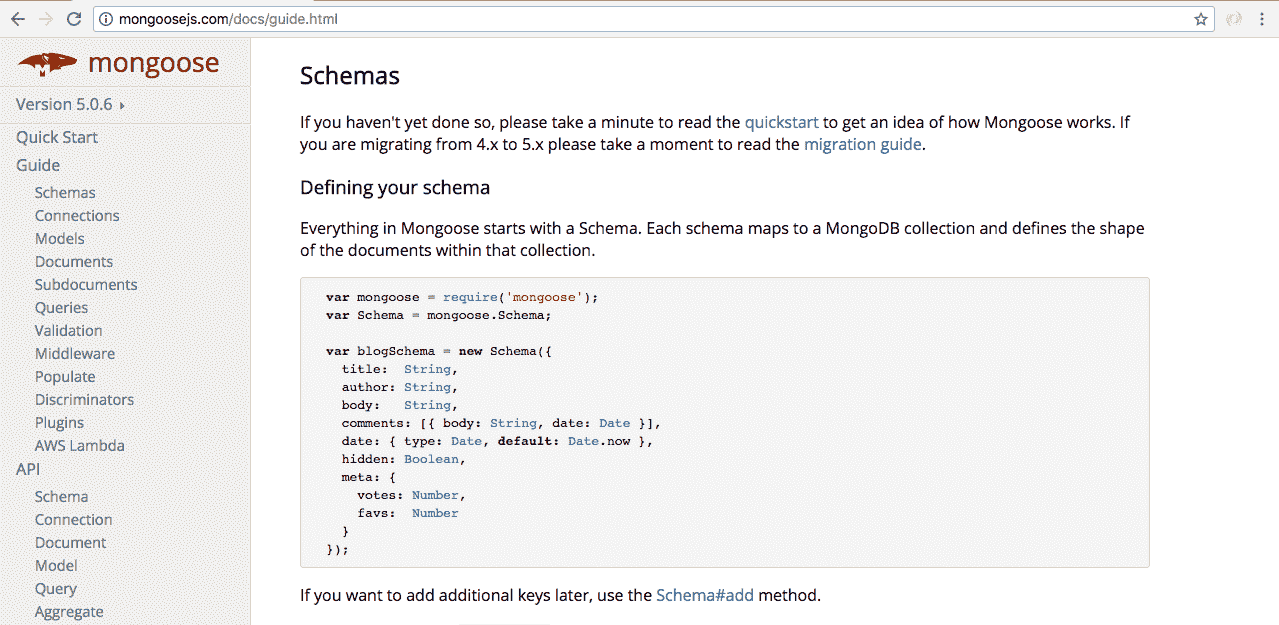 mongoosejs.com/docs/guide.html
mongoose
Version 5.0.6
Quick Start
Guide
Schemas
Connections
Models
Documents
Subdocuments
Queries
Validation
Middleware
Populate
Discriminators
Plugins
AWS Lambda
API
Schema
Connection
Document
Model
Query
Aggregate
Schemas
If you haven't yet done so, please take a minute to read the quickstart to get an idea of how Mongoose works. If
you are migrating from 4.x to 5.x please take a moment to read the migration guide.
Defining your schema
Everything in Mongoose starts with a Schema. Each schema maps to a MongoDB collection and defines the shape
of the documents within that collection.
var mongoose = require('mongoose');
var Schema = mongoose.Schema;
var blogSchema = new Schema({
  title:  String,
  author: String,
  body:   String,
  comments: [{ body: String, date: Date }],
  date: { type: Date, default: Date.now },
  hidden: Boolean,
  meta: {
    votes: Number,
    favs:  Number
  }
});
If you want to add additional keys later, use the Schema#add method.